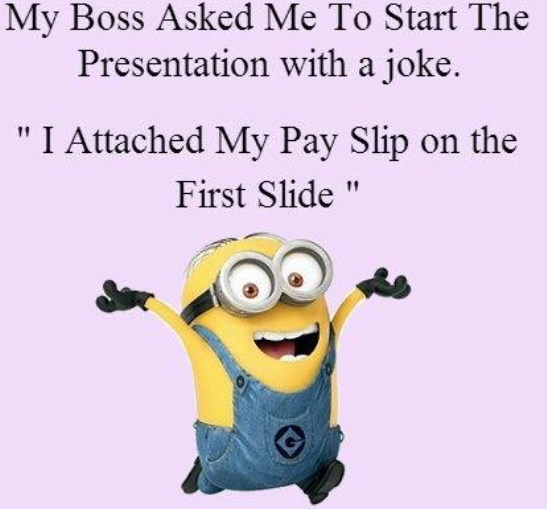 My Boss Asked Me To Start The
Presentation with a joke.
" I Attached My Pay Slip on the
First Slide "